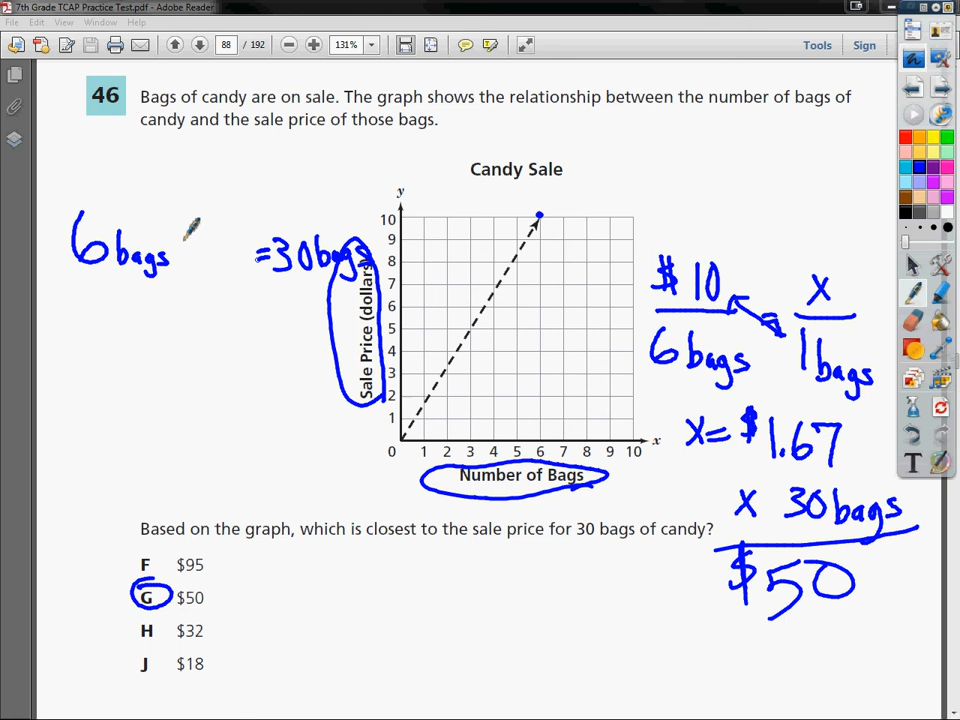 7th Grade TCAP Practice Test.pdf - Adobe Reader
File Edit View Window Help
88 / 192 131% Tools Sign
46 Bags of candy are on sale. The graph shows the relationship between the number of bags of
candy and the sale price of those bags.
Candy Sale
y
10
9
8
7
6
5
4
3
2
1
0 1 2 3 4 5 6 7 8 9 10 x
Sale Price (dollars)
Number of Bags
6 bags = 30 bags
$ 10 = x
6 bags 1 bags
x = $1.67
x 30 bags
$50
Based on the graph, which is closest to the sale price for 30 bags of candy?
F $95
G $50
H $32
J $18
T